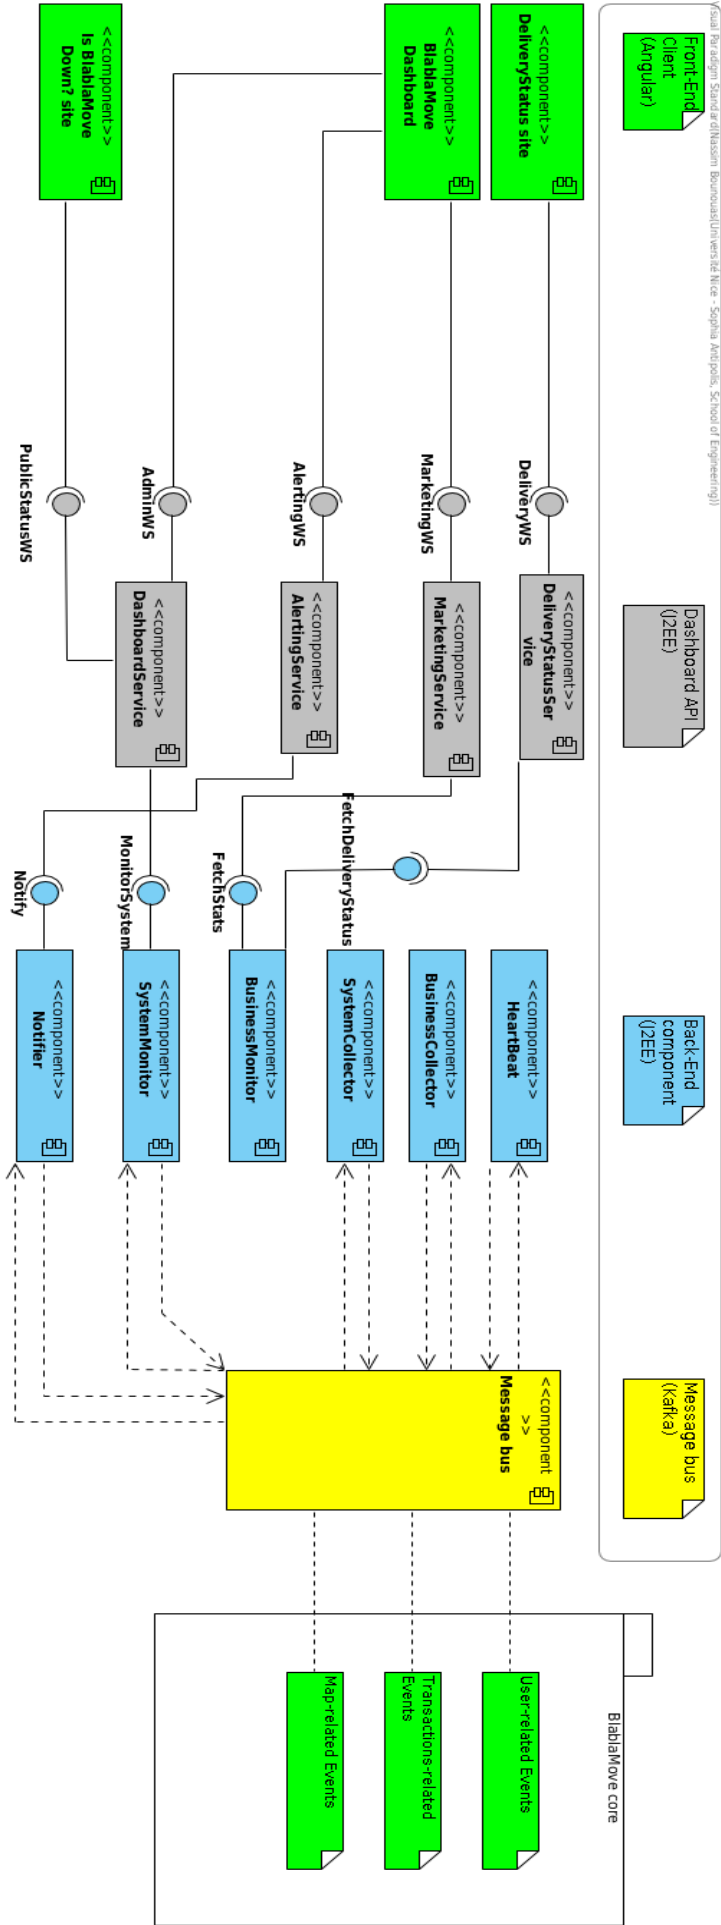 Visual Paradigm Standard(Nassim Bounouas(Université Nice - Sophia Antipolis, School of Engineering))
Front-End
Client
(Angular)
Dashboard API
(J2EE)
Back-End
component
(J2EE)
Message bus
(Kafka)
<<component>>
DeliveryStatus site
<<component>>
BlablaMove
Dashboard
<<component>>
Is BlablaMove
Down? site
DeliveryWS
MarketingWS
AlertingWS
AdminWS
PublicStatusWS
<<component>>
DeliveryStatusSer
vice
<<component>>
MarketingService
<<component>>
AlertingService
<<component>>
DashboardService
FetchDeliveryStatus
FetchStats
MonitorSystem
Notify
<<component>>
HeartBeat
<<component>>
BusinessCollector
<<component>>
SystemCollector
<<component>>
BusinessMonitor
<<component>>
SystemMonitor
<<component>>
Notifier
<<component
>>
Message bus
BlablaMove core
User-related Events
Transactions-related
Events
Map-related Events